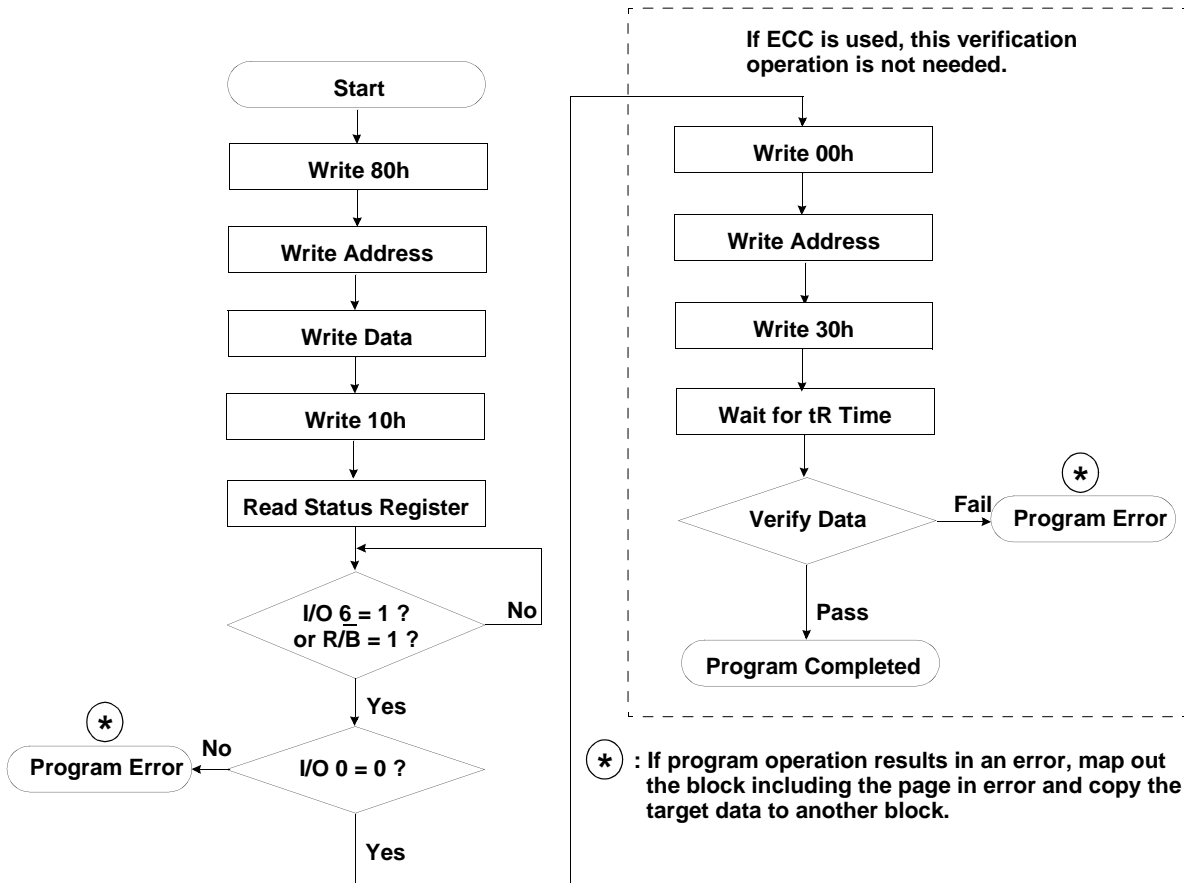 Start
Write 80h
Write Address
Write Data
Write 10h
Read Status Register
I/O 6 = 1 ?
or R/B = 1 ?
No
Yes
*
No
Program Error
I/O 0 = 0 ?
Yes
If ECC is used, this verification
operation is not needed.
Write 00h
Write Address
Write 30h
Wait for tR Time
Verify Data
Fail
*
Program Error
Pass
Program Completed
* : If program operation results in an error, map out
the block including the page in error and copy the
target data to another block.